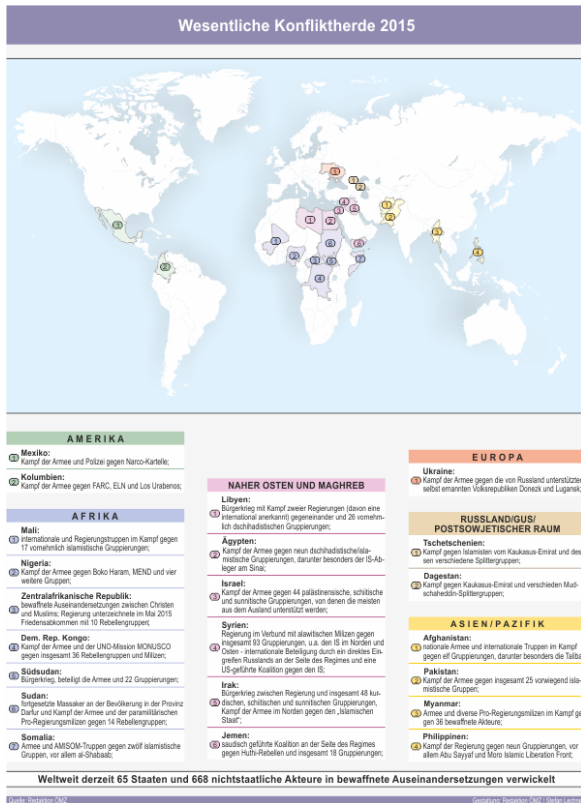 Wesentliche Konfliktherde 2015
AMERIKA
Mexiko:
Kampf der Armee und Polizei gegen Narco-Kartelle;
Kolumbien:
Kampf der Armee gegen FARC, ELN und Los Urabenos;
AFRIKA
Mali:
internationale und Regierungstruppen im Kampf gegen
17 vornehmlich islamistische Gruppierungen;
Nigeria:
Kampf der Armee gegen Boko Haram, MEND und vier
weitere Gruppen;
Zentralafrikanische Republik:
bewaffnete Auseinandersetzungen zwischen Christen
und Muslims; Regierung unterzeichnete im Mai 2015
Friedensabkommen mit 10 Rebellengruppen;
Dem. Rep. Kongo:
Kampf der Armee und der UNO-Mission MONUSCO
gegen insgesamt 36 Rebellengruppen und Milizen;
Südsudan:
Bürgerkrieg, beteiligt die Armee und 22 Gruppierungen;
Sudan:
fortgesetzte Massaker an der Bevölkerung in der Provinz
Darfur und Kampf der Armee und der paramilitärischen
Pro-Regierungsmilizen gegen 14 Rebellengruppen;
Somalia:
Armee und AMISOM-Truppen gegen zwölf islamistische
Gruppen, vor allem al-Shabaab;
NAHER OSTEN UND MAGHREB
Libyen:
Bürgerkrieg mit Kampf zweier Regierungen (davon eine
international anerkannt) gegeneinander und 26 vornehm-
lich dschihadistischen Gruppierungen;
Ägypten:
Kampf der Armee gegen neun dschihadistische/isla-
mistische Gruppierungen, darunter besonders der IS-Ab-
leger am Sinai;
Israel:
Kampf der Armee gegen 44 palästinensische, schiitische
und sunnitische Gruppierungen, von denen die meisten
aus dem Ausland unterstützt werden;
Syrien:
Regierung im Verbund mit alawitischen Milizen gegen
insgesamt 93 Gruppierungen, u.a. den IS im Norden und
Osten - internationale Beteiligung durch ein direktes Ein-
greifen Russlands an der Seite des Regimes und eine
US-geführte Koalition gegen den IS;
Irak:
Bürgerkrieg zwischen Regierung und insgesamt 48 kur-
dischen, schiitischen und sunnitischen Gruppierungen,
Kampf der Armee im Norden gegen den „Islamischen
Staat";
Jemen:
saudisch geführte Koalition an der Seite des Regimes
gegen Huthi-Rebellen und insgesamt 18 Gruppierungen;
EUROPA
Ukraine:
Kampf der Armee gegen die von Russland unterstützten
selbst ernannten Volksrepubliken Donezk und Lugansk;
RUSSLAND/GUS/
POSTSOWJETISCHER RAUM
Tschetschenien:
Kampf gegen Islamisten vom Kaukasus-Emirat und des-
sen verschiedene Splittergruppen;
Dagestan:
Kampf gegen Kaukasus-Emirat und verschieden Mud-
schaheddin-Splittergruppen;
ASIEN/PAZIFIK
Afghanistan:
nationale Armee und internationale Truppen im Kampf
gegen elf Gruppierungen, darunter besonders die Taliba
Pakistan:
Kampf der Armee gegen insgesamt 25 vorwiegend isla-
mistische Gruppen;
Myanmar:
Armee und diverse Pro-Regierungsmilizen im Kampf ge-
gen 36 bewaffnete Akteure;
Philippinen:
Kampf der Regierung gegen neun Gruppierungen, vor
allem Abu Sayyaf und Moro Islamic Liberation Front;
Weltweit derzeit 65 Staaten und 668 nichtstaatliche Akteure in bewaffnete Auseinandersetzungen verwickelt
Quelle: Redaktion ÖMZ
Gestaltung: Redaktion ÖMZ / Stefan